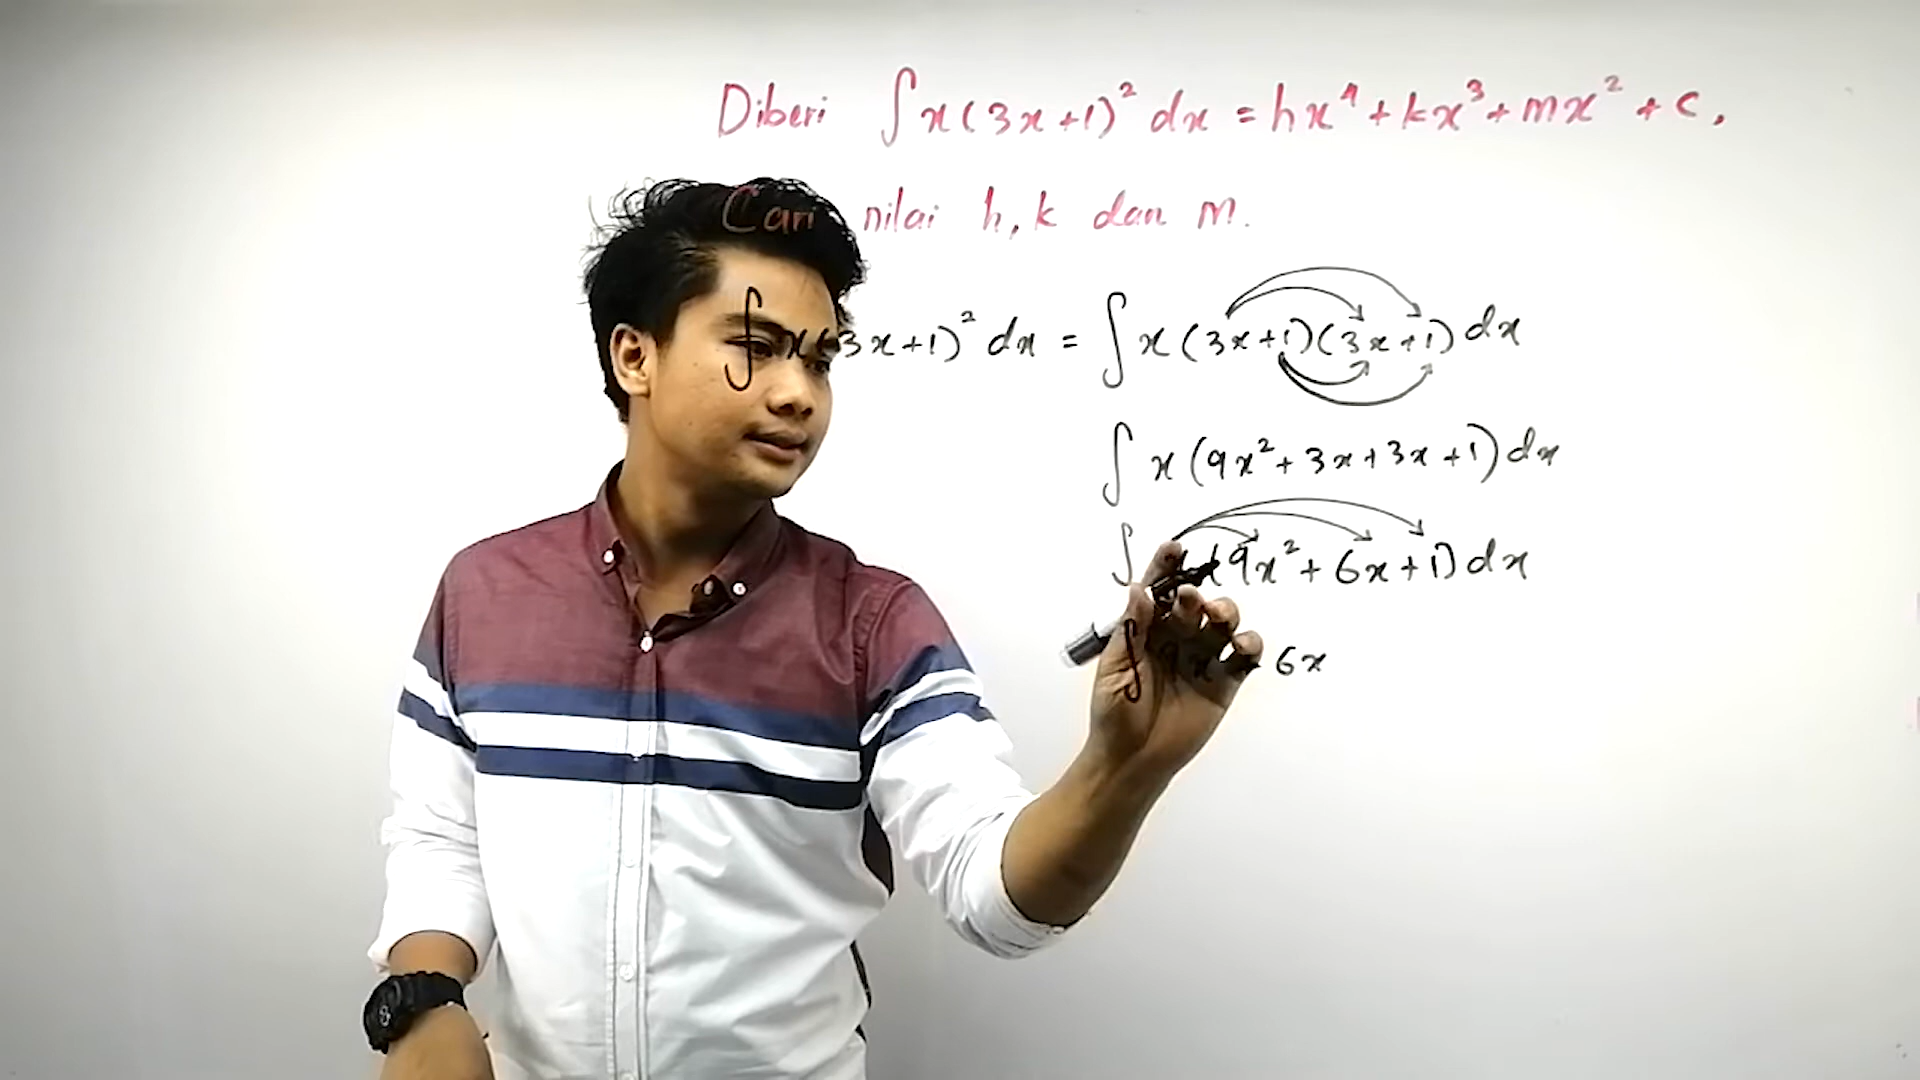 Diberi ∫x(3x+1)² dx = hx⁴ + kx³ + mx² + c,
Cari nilai h, k dan m.
∫x(3x+1)² dx = ∫x(3x+1)(3x+1)dx
∫x(9x² + 3x + 3x + 1)dx
∫x(9x² + 6x + 1)dx
∫9x + 6x